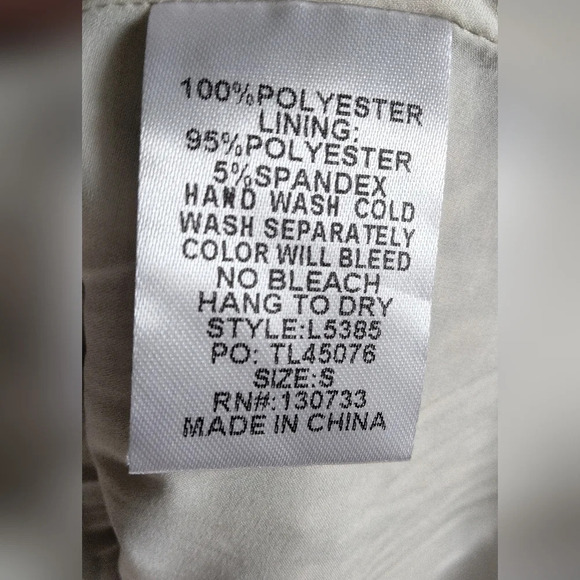 100%POLYESTER
LINING:
95%POLYESTER
5%SPANDEX
HAND WASH COLD
WASH SEPARATELY
COLOR WILL BLEED
NO BLEACH
HANG TO DRY
STYLE:L5385
PO: TL45076
SIZE:S
RN#:130733
MADE IN CHINA